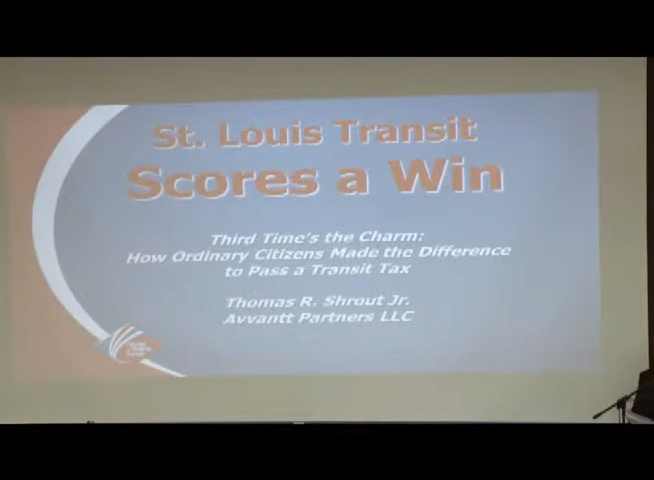 St. Louis Transit
Scores a Win
Third Time's the Charm:
How Ordinary Citizens Made the Difference
to Pass a Transit Tax
Thomas R. Shrout Jr.
Avvantt Partners LLC